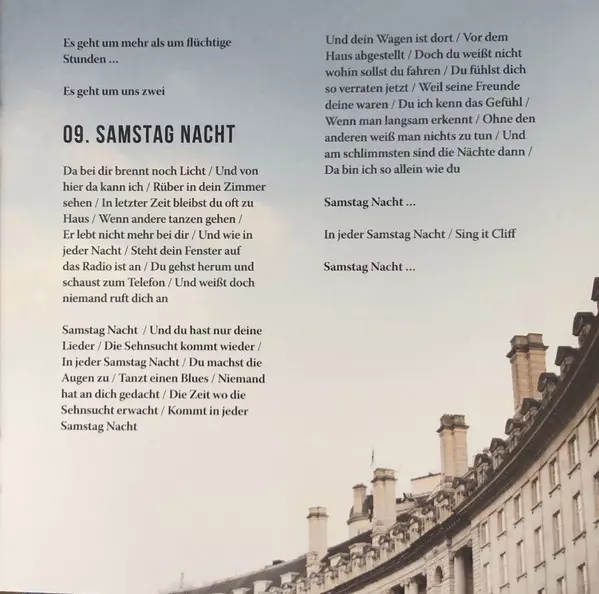 Es geht um mehr als um flüchtige
Stunden ...
Es geht um uns zwei
09. SAMSTAG NACHT
Da bei dir brennt noch Licht / Und von
hier da kann ich / Rüber in dein Zimmer
sehen / In letzter Zeit bleibst du oft zu
Haus / Wenn andere tanzen gehen /
Er lebt nicht mehr bei dir / Und wie in
jeder Nacht / Steht dein Fenster auf
das Radio ist an / Du gehst herum und
schaust zum Telefon / Und weißt doch
niemand ruft dich an
Samstag Nacht / Und du hast nur deine
Lieder / Die Sehnsucht kommt wieder /
In jeder Samstag Nacht / Du machst die
Augen zu / Tanzt einen Blues / Niemand
hat an dich gedacht / Die Zeit wo die
Sehnsucht erwacht / Kommt in jeder
Samstag Nacht
Und dein Wagen ist dort / Vor dem
Haus abgestellt / Doch du weißt nicht
wohin sollst du fahren / Du fühlst dich
so verraten jetzt / Weil seine Freunde
deine waren / Du ich kenn das Gefühl /
Wenn man langsam erkennt / Ohne den
anderen weiß man nichts zu tun / Und
am schlimmsten sind die Nächte dann /
Da bin ich so allein wie du
Samstag Nacht ...
In jeder Samstag Nacht / Sing it Cliff
Samstag Nacht ...